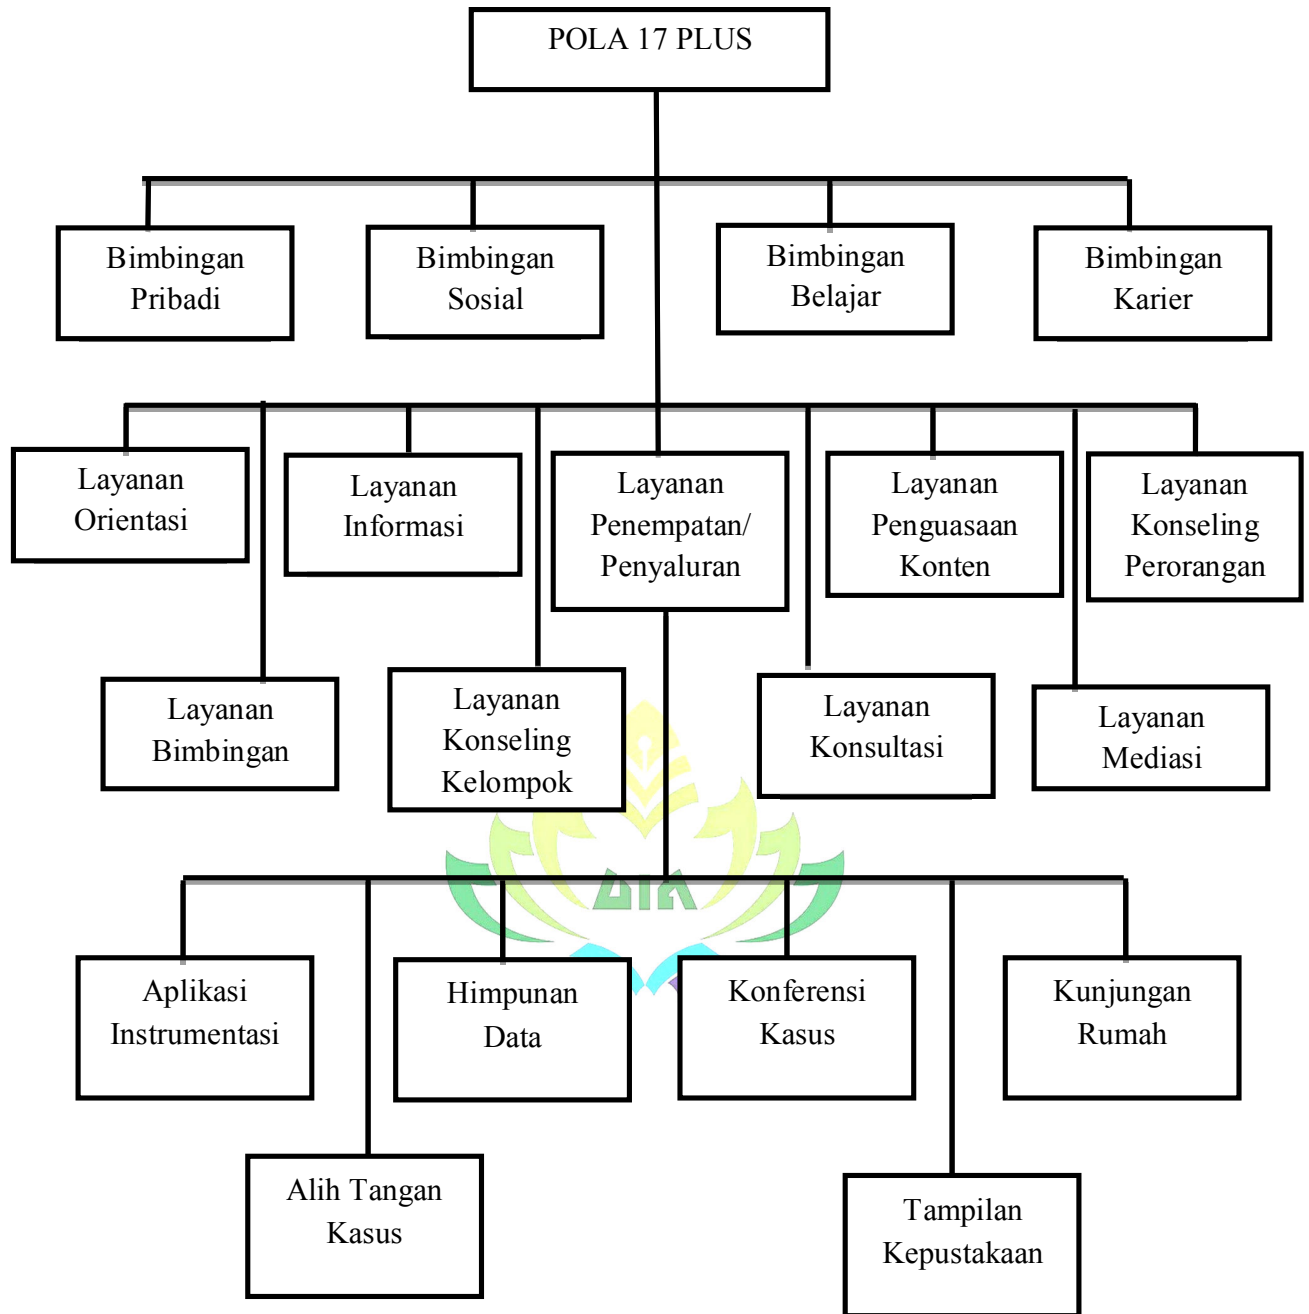 POLA 17 PLUS
Bimbingan
Pribadi
Bimbingan
Sosial
Bimbingan
Belajar
Bimbingan
Karier
Layanan
Orientasi
Layanan
Informasi
Layanan
Penempatan/
Penyaluran
Layanan
Penguasaan
Konten
Layanan
Konseling
Perorangan
Layanan
Bimbingan
Layanan
Konseling
Kelompok
Layanan
Konsultasi
Layanan
Mediasi
Aplikasi
Instrumentasi
Himpunan
Data
Konferensi
Kasus
Kunjungan
Rumah
Alih Tangan
Kasus
Tampilan
Kepustakaan